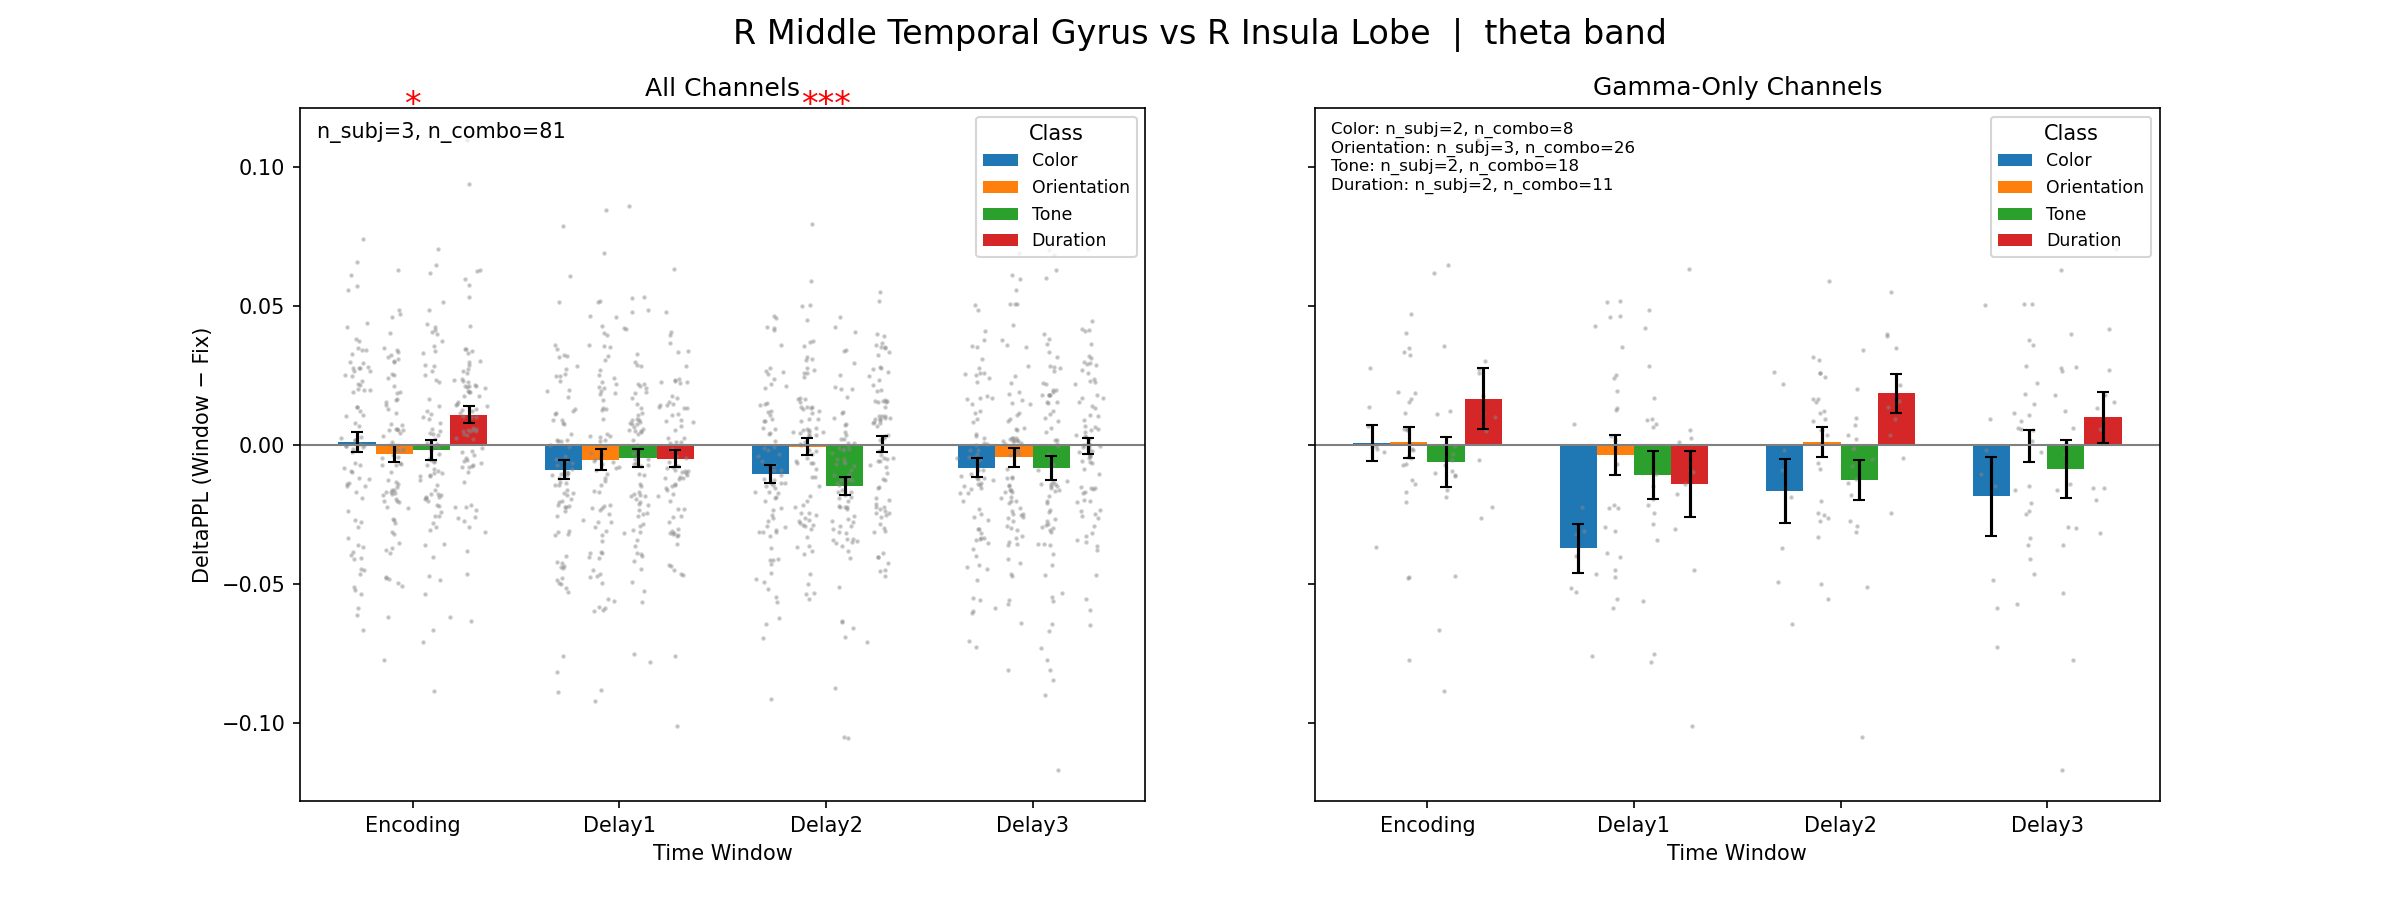 R Middle Temporal Gyrus vs R Insula Lobe | theta band
All Channels
*
***
n_subj=3, n_combo=81
Class
Color
Orientation
Tone
Duration
DeltaPPL (Window − Fix)
0.10
0.05
0.00
−0.05
−0.10
Encoding
Delay1
Delay2
Delay3
Time Window
Gamma-Only Channels
Color: n_subj=2, n_combo=8
Orientation: n_subj=3, n_combo=26
Tone: n_subj=2, n_combo=18
Duration: n_subj=2, n_combo=11
Class
Color
Orientation
Tone
Duration
Encoding
Delay1
Delay2
Delay3
Time Window